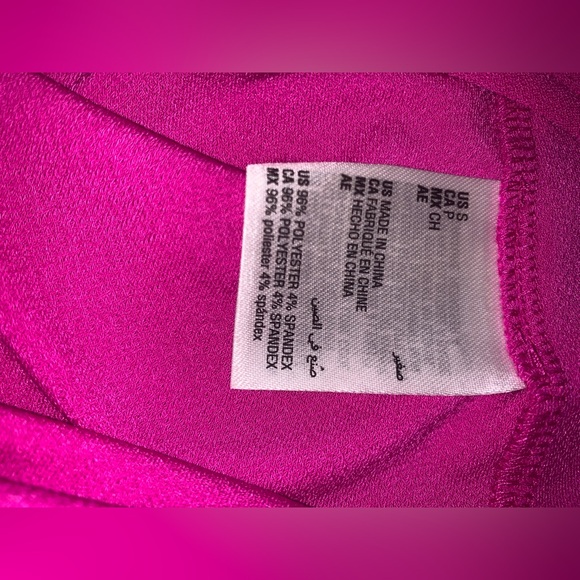 US S
CA P
MX CH
AE صغير
US MADE IN CHINA
CA FABRIQUÉ EN CHINE
MX HECHO EN CHINA
AE صنع في الصين
US 96% POLYESTER 4% SPANDEX
CA 96% POLYESTER 4% SPANDEX
MX 96% poliester 4% spándex